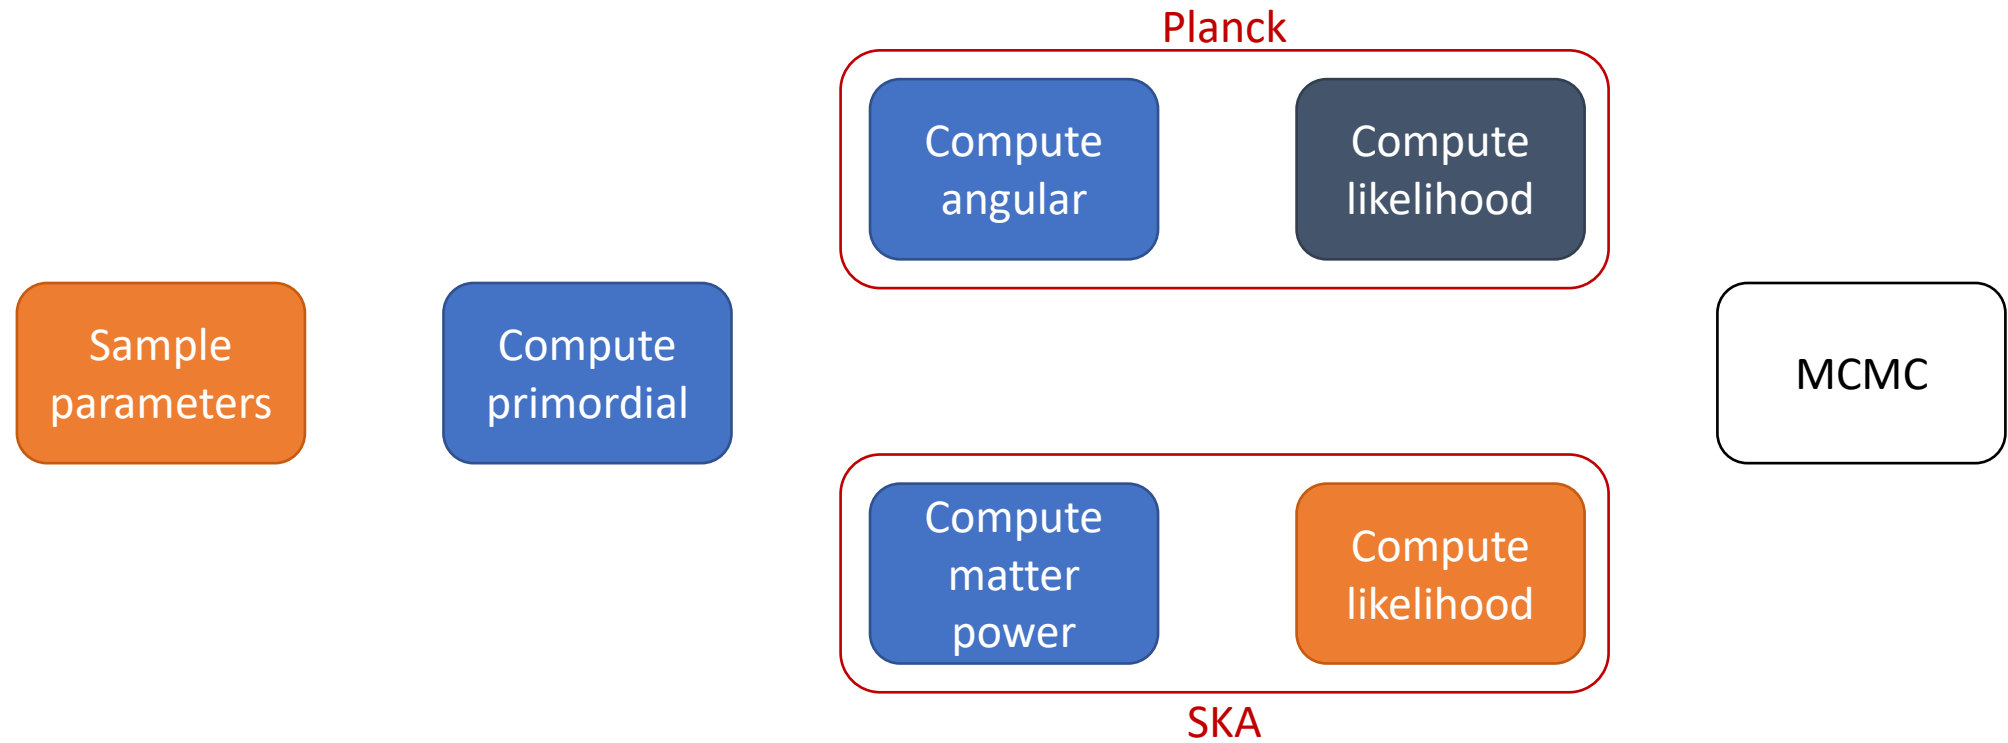 Planck
Compute
angular
Compute
likelihood
Sample
parameters
Compute
primordial
MCMC
Compute
matter
power
Compute
likelihood
SKA